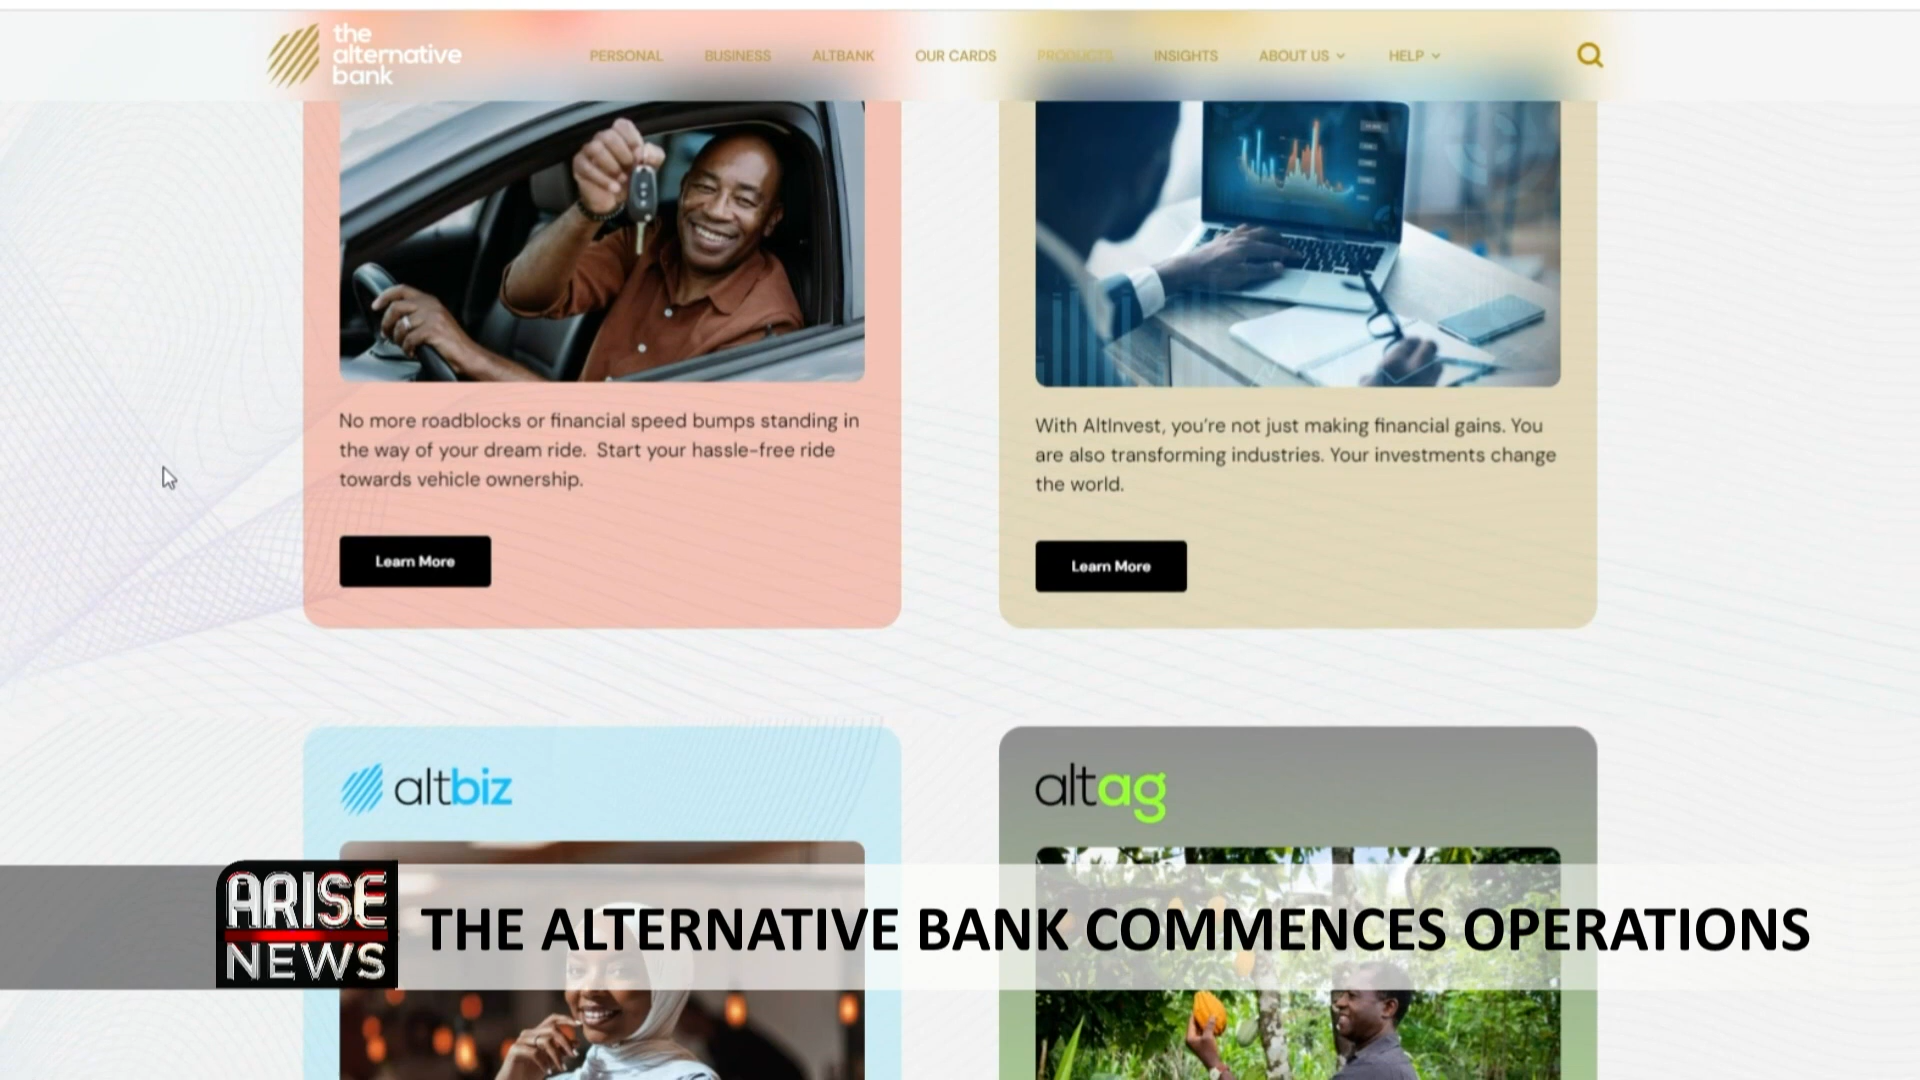 the
alternative
bank
PERSONAL
BUSINESS
ALTBANK
OUR CARDS
PRODUCTS
INSIGHTS
ABOUT US
HELP
No more roadblocks or financial speed bumps standing in
the way of your dream ride. Start your hassle-free ride
towards vehicle ownership.
Learn More
With AltInvest, you’re not just making financial gains. You
are also transforming industries. Your investments change
the world.
Learn More
altbiz
altag
ARISE
NEWS
THE ALTERNATIVE BANK COMMENCES OPERATIONS